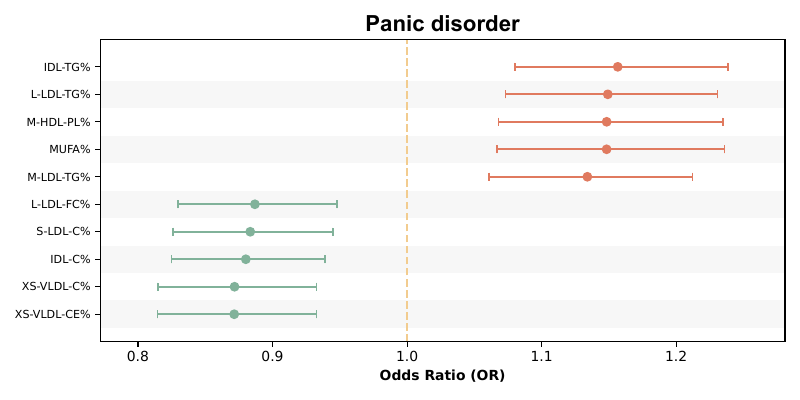 Panic disorder
IDL-TG%
L-LDL-TG%
M-HDL-PL%
MUFA%
M-LDL-TG%
L-LDL-FC%
S-LDL-C%
IDL-C%
XS-VLDL-C%
XS-VLDL-CE%
0.8 0.9 1.0 1.1 1.2
Odds Ratio (OR)